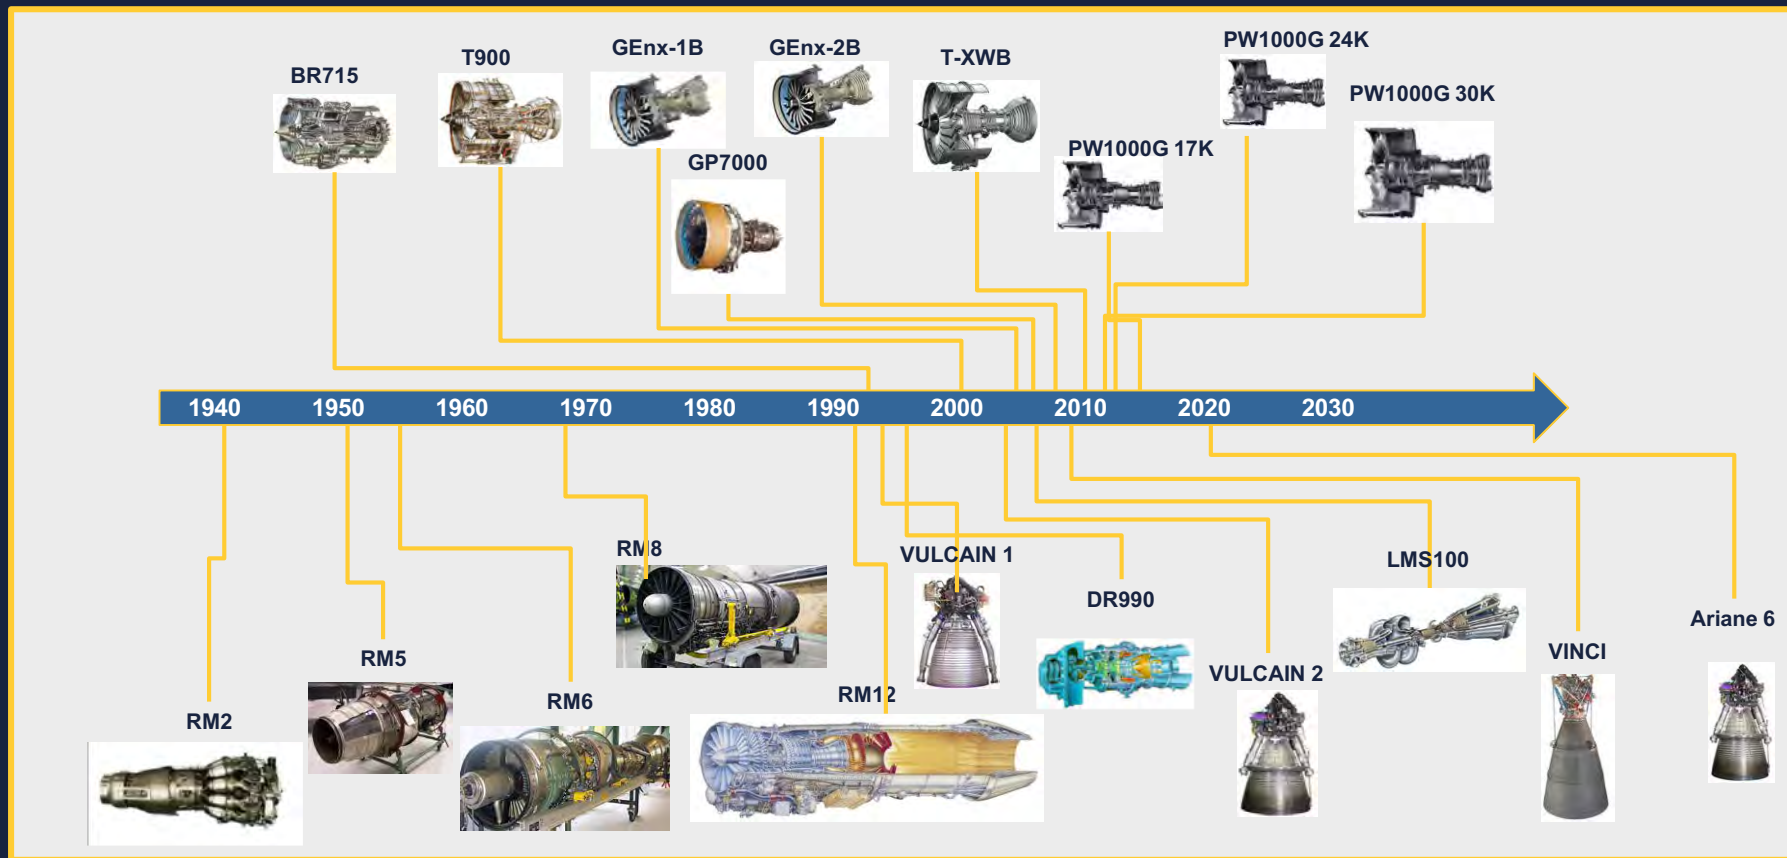 BR715
T900
GEnx-1B
GEnx-2B
T-XWB
PW1000G 24K
PW1000G 30K
GP7000
PW1000G 17K
1940 1950 1960 1970 1980 1990 2000 2010 2020 2030
RM8
VULCAIN 1
LMS100
DR990
Ariane 6
RM5
VINCI
VULCAIN 2
RM6
RM12
RM2